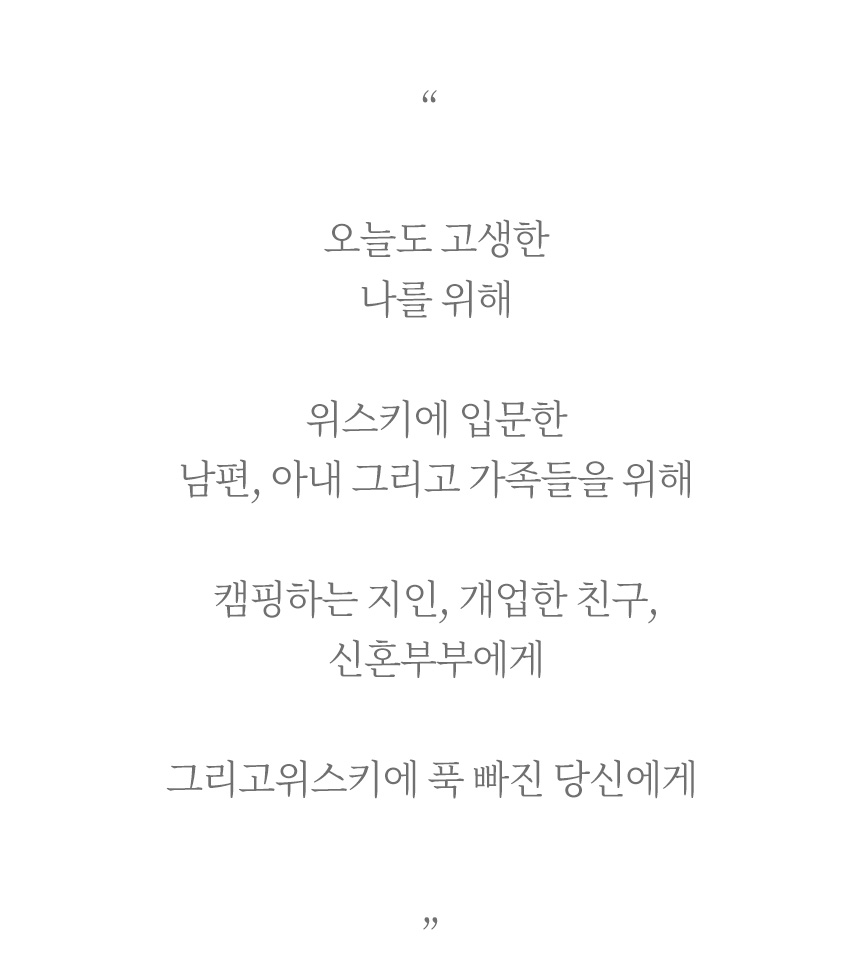 “
오늘도 고생한
나를 위해
위스키에 입문한
남편, 아내 그리고 가족들을 위해
캠핑하는 지인, 개업한 친구,
신혼부부에게
그리고위스키에 푹 빠진 당신에게
”